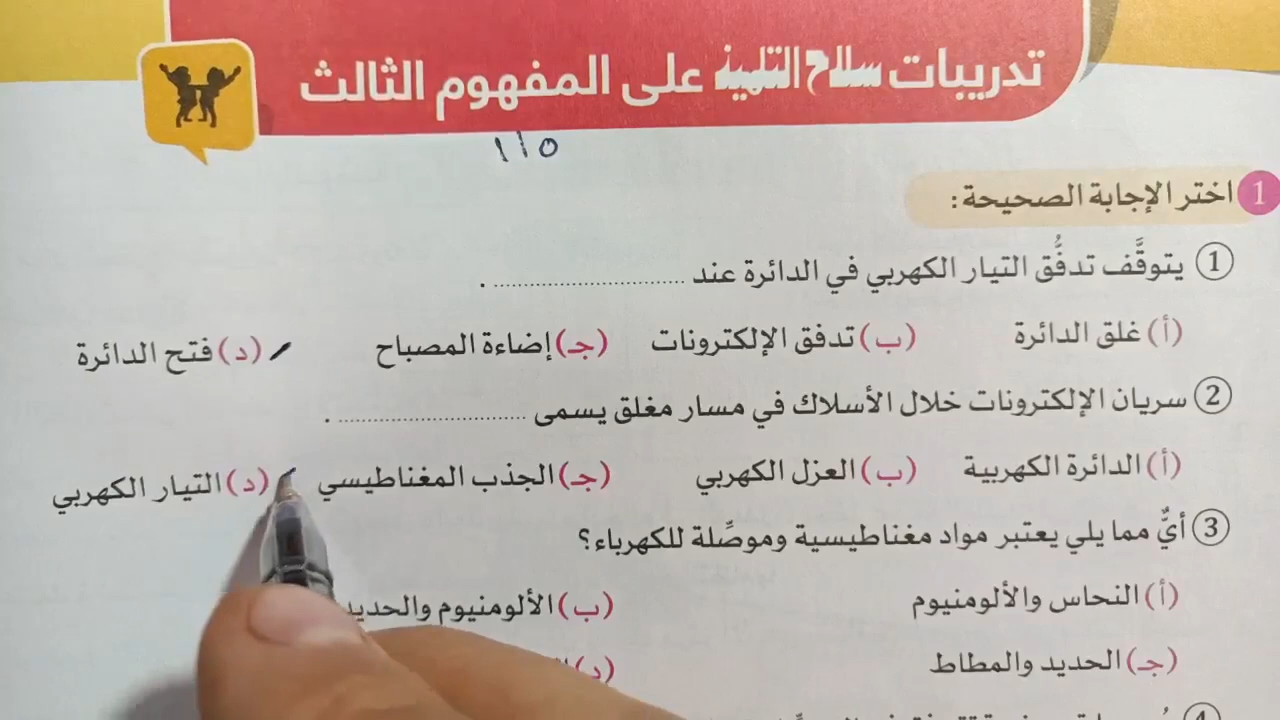 تدريبات سلاح التلميذ على المفهوم الثالث
١١٥
1 اختر الإجابة الصحيحة:
1 يتوقَّف تدفُّق التيار الكهربي في الدائرة عند .............................. .
(أ) غلق الدائرة (ب) تدفق الإلكترونات (جـ) إضاءة المصباح (د) فتح الدائرة
2 سريان الإلكترونات خلال الأسلاك في مسار مغلق يسمى .............................. .
(أ) الدائرة الكهربية (ب) العزل الكهربي (جـ) الجذب المغناطيسي (د) التيار الكهربي
3 أيٌّ مما يلي يعتبر مواد مغناطيسية وموصِّلة للكهرباء؟
(أ) النحاس والألومنيوم (ب) الألومنيوم والحديد
(جـ) الحديد والمطاط (د)
4